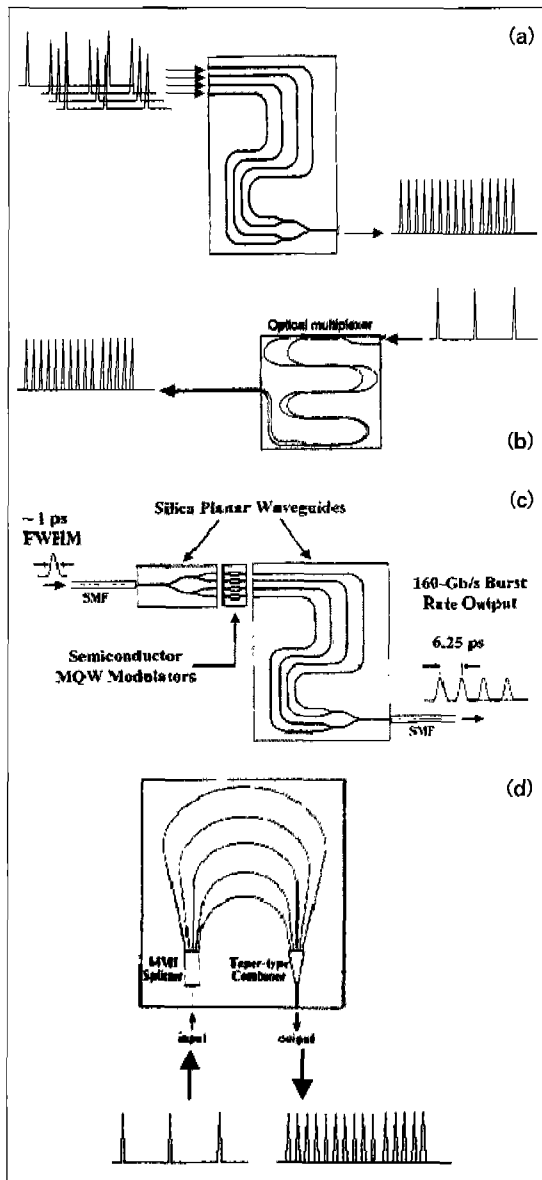 (a)
Optical multiplexer
(b)
(c)
Silica Planar Waveguides
~ 1 ps
FWHM
SMF
Semiconductor
MQW Modulators
160-Gb/s Burst
Rate Output
6.25 ps
SMF
(d)
MMI
Splitter
Taper-type
Combiner
input
output